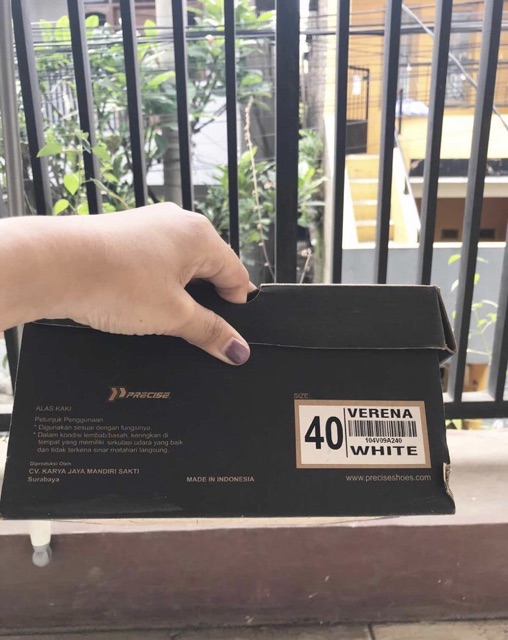 PRECISE
ALAS KAKI
Petunjuk Penggunaan
* Digunakan sesuai dengan fungsinya.
* Dalam kondisi lembab/basah, keringkan di
tempat yang memiliki sirkulasi udara yang baik
dan tidak terkena sinar matahari langsung.
Diproduksi Oleh
CV. KARYA JAYA MANDIRI SAKTI
Surabaya
MADE IN INDONESIA
SIZE
40
VERENA
104V09A240
WHITE
www.preciseshoes.com